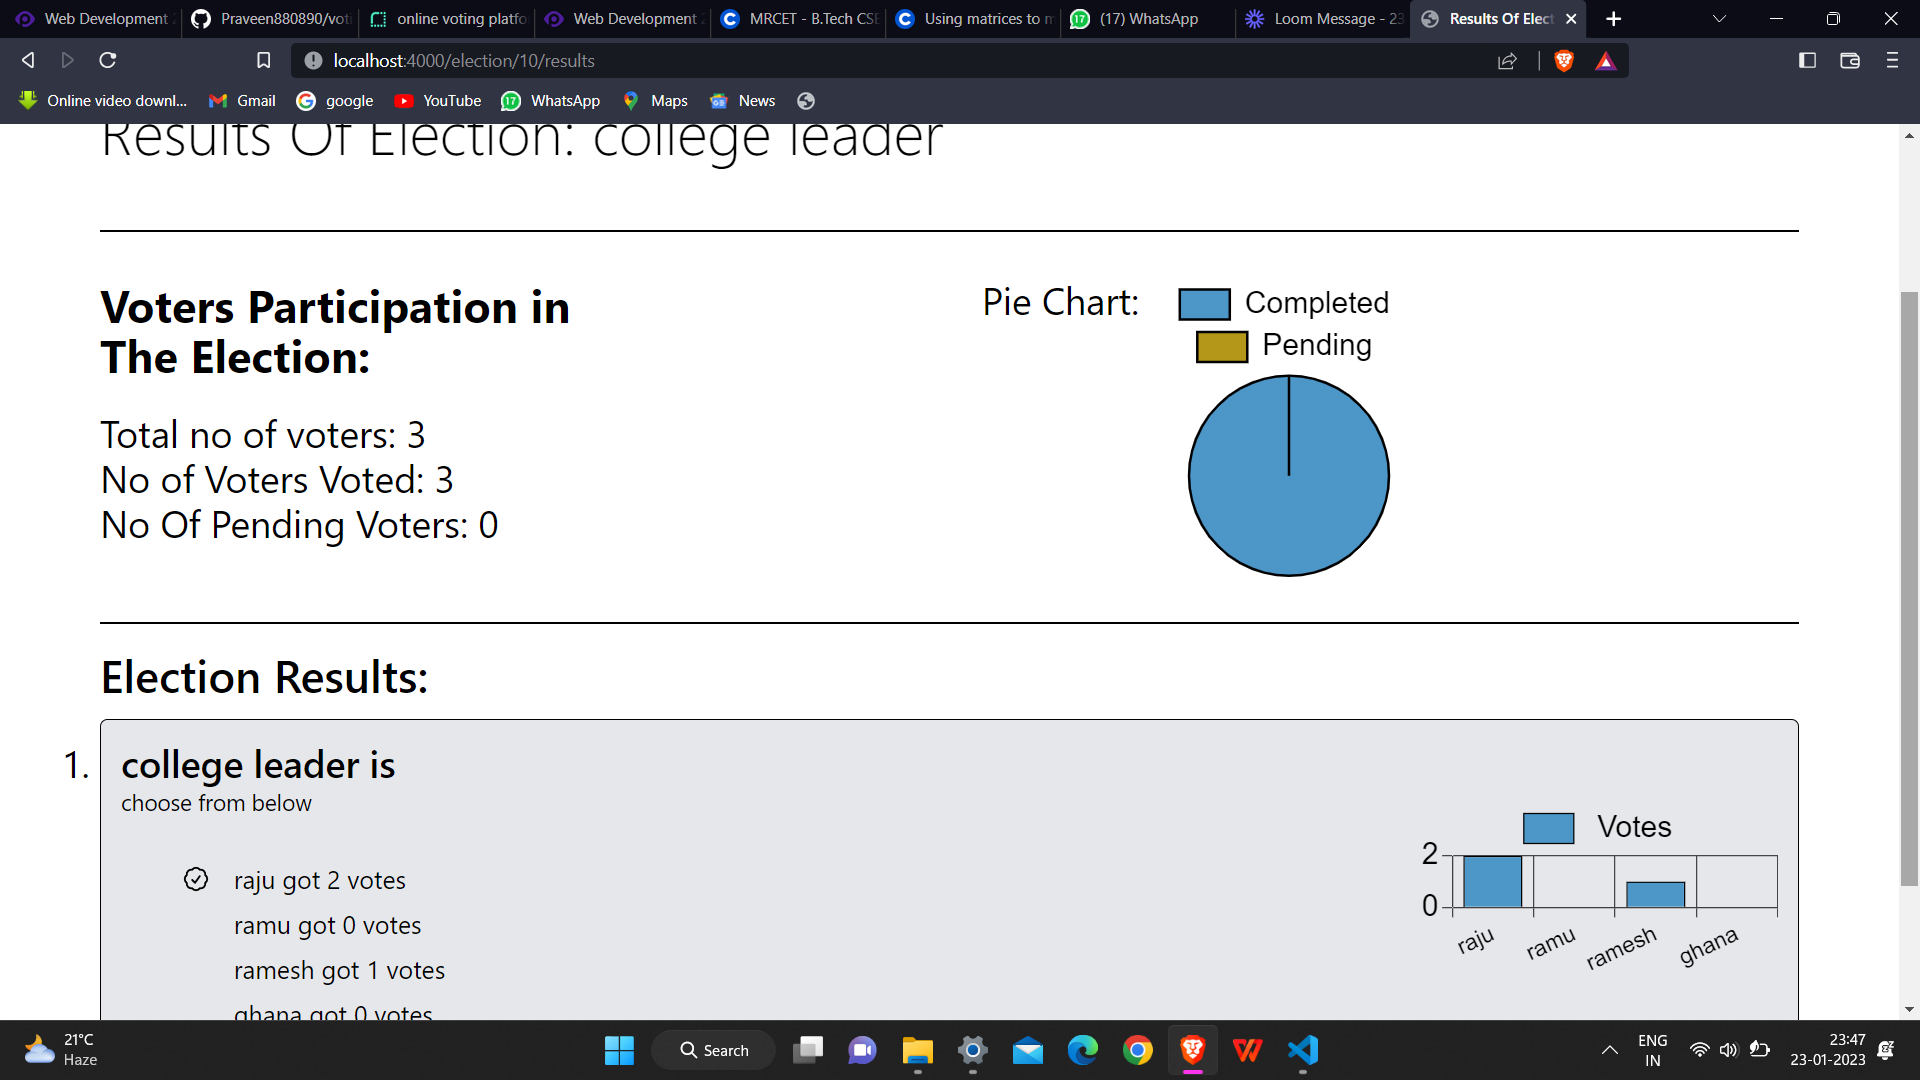 Web Development 2
Praveen880890/voti
online voting platfo
Web Development 2
MRCET - B.Tech CSE
Using matrices to m
(17) WhatsApp
Loom Message - 23
Results Of Elect
localhost:4000/election/10/results
Online video downl...
Gmail
google
YouTube
WhatsApp
Maps
News
Results Of Election: college leader
Voters Participation in
The Election:
Total no of voters: 3
No of Voters Voted: 3
No Of Pending Voters: 0
Pie Chart:
Completed
Pending
Election Results:
1.
college leader is
choose from below
raju got 2 votes
ramu got 0 votes
ramesh got 1 votes
ghana got 0 votes
Votes
2
0
raju
ramu
ramesh
ghana
21°C
Haze
Search
ENG
IN
23:47
23-01-2023